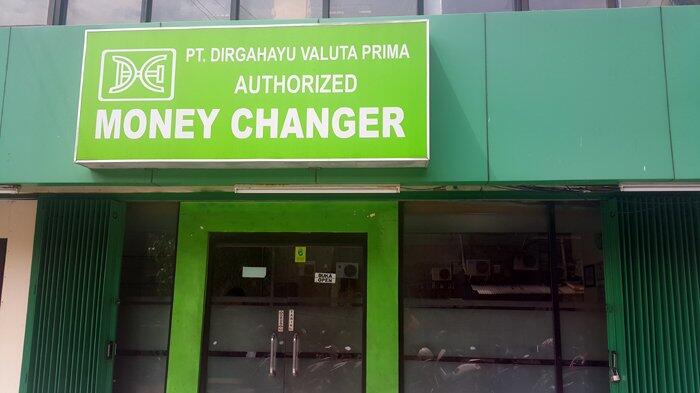 PT. DIRGAHAYU VALUTA PRIMA
AUTHORIZED
MONEY CHANGER
BUKA
OPEN